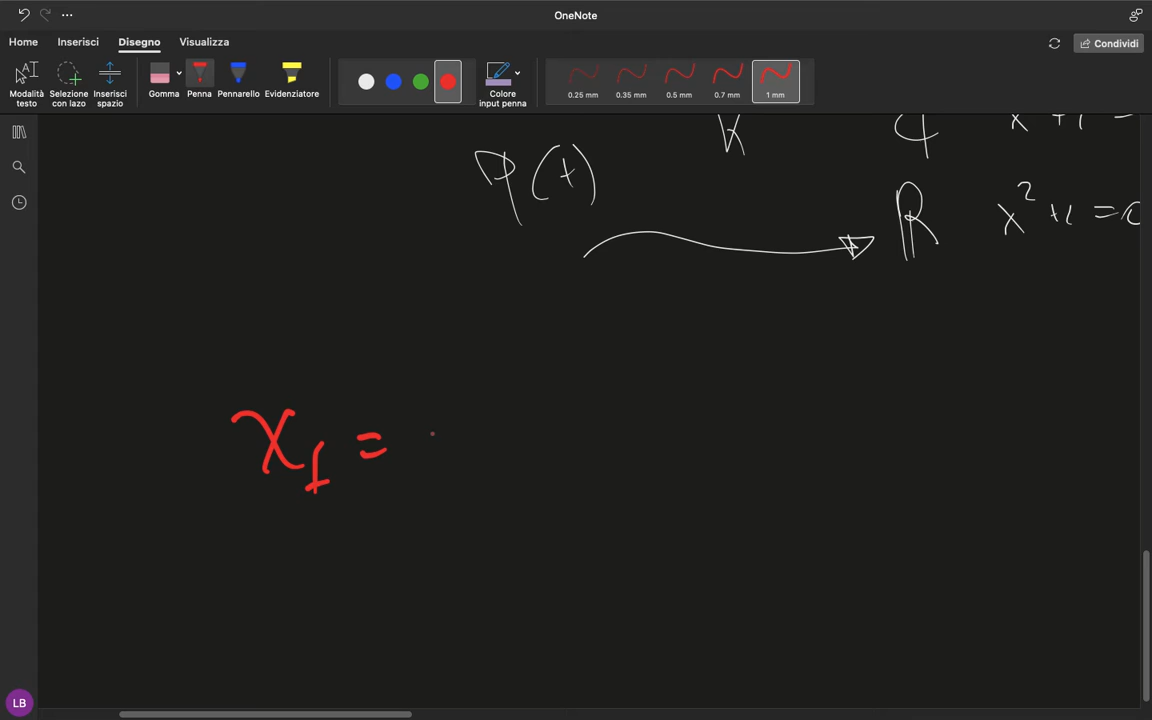 OneNote
Home Inserisci Disegno Visualizza
Condividi
Modalità testo
Selezione con lazo
Inserisci spazio
Gomma
Penna
Pennarello
Evidenziatore
Colore input penna
0.25 mm 0.35 mm 0.5 mm 0.7 mm 1 mm
P(t)
ℝ x² + 1 = 0
χ_f =
LB